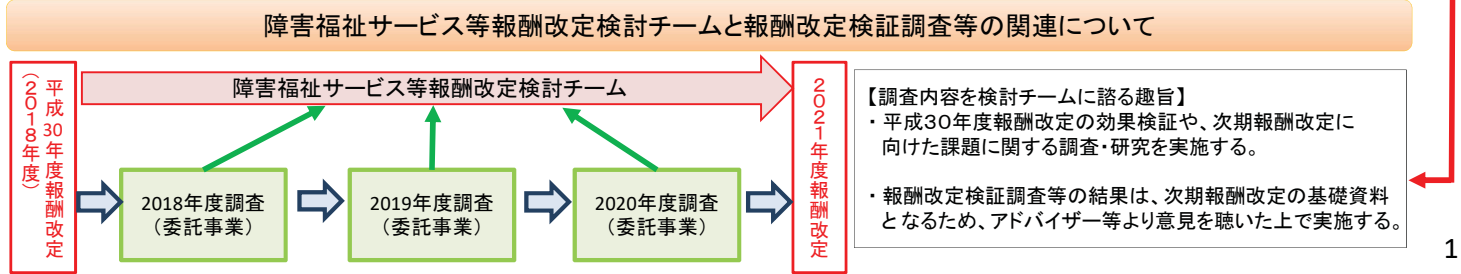 障害福祉サービス等報酬改定検討チームと報酬改定検証調査等の関連について
平成30年度報酬改定
(2018年度)
障害福祉サービス等報酬改定検討チーム
2018年度調査
(委託事業)
2019年度調査
(委託事業)
2020年度調査
(委託事業)
2021年度報酬改定
【調査内容を検討チームに諮る趣旨】
・平成30年度報酬改定の効果検証や、次期報酬改定に
向けた課題に関する調査・研究を実施する。
・報酬改定検証調査等の結果は、次期報酬改定の基礎資料
となるため、アドバイザー等より意見を聴いた上で実施する。
1